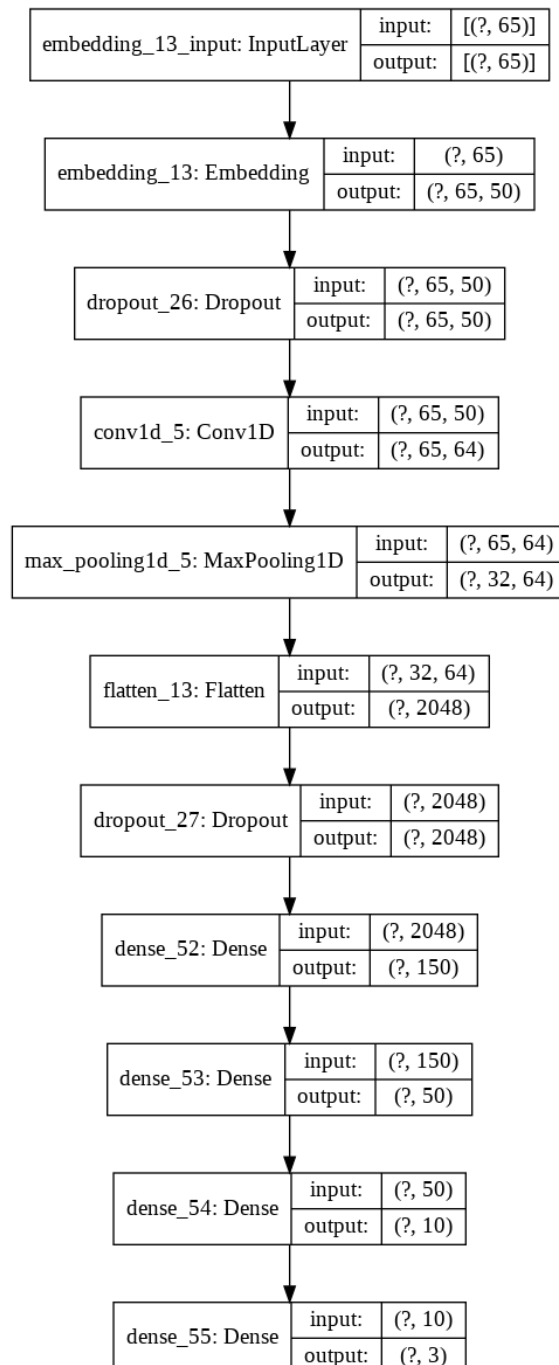 embedding_13_input: InputLayer
input: [(?, 65)]
output: [(?, 65)]
embedding_13: Embedding
input: (?, 65)
output: (?, 65, 50)
dropout_26: Dropout
input: (?, 65, 50)
output: (?, 65, 50)
conv1d_5: Conv1D
input: (?, 65, 50)
output: (?, 65, 64)
max_pooling1d_5: MaxPooling1D
input: (?, 65, 64)
output: (?, 32, 64)
flatten_13: Flatten
input: (?, 32, 64)
output: (?, 2048)
dropout_27: Dropout
input: (?, 2048)
output: (?, 2048)
dense_52: Dense
input: (?, 2048)
output: (?, 150)
dense_53: Dense
input: (?, 150)
output: (?, 50)
dense_54: Dense
input: (?, 50)
output: (?, 10)
dense_55: Dense
input: (?, 10)
output: (?, 3)